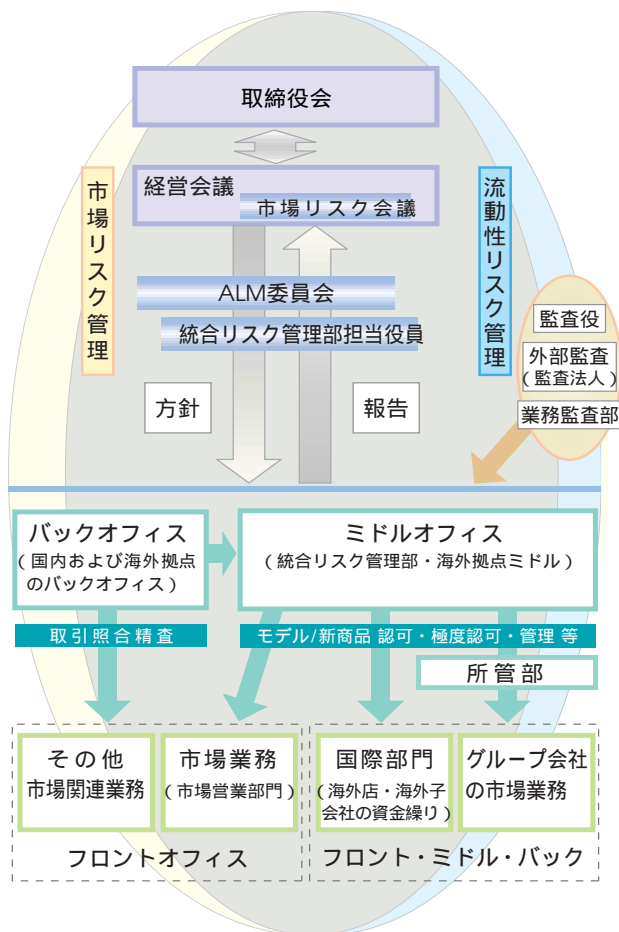 取締役会
経営会議
市場リスク会議
市場リスク管理
流動性リスク管理
ALM委員会
統合リスク管理部担当役員
監査役
外部監査
(監査法人)
業務監査部
方針
報告
バックオフィス
(国内および海外拠点
のバックオフィス)
ミドルオフィス
(統合リスク管理部・海外拠点ミドル)
取引照合精査
モデル/新商品 認可・極度認可・管理 等
所管部
その他
市場関連業務
市場業務
(市場営業部門)
国際部門
(海外店・海外子
会社の資金繰り)
グループ会社
の市場業務
フロントオフィス
フロント・ミドル・バック